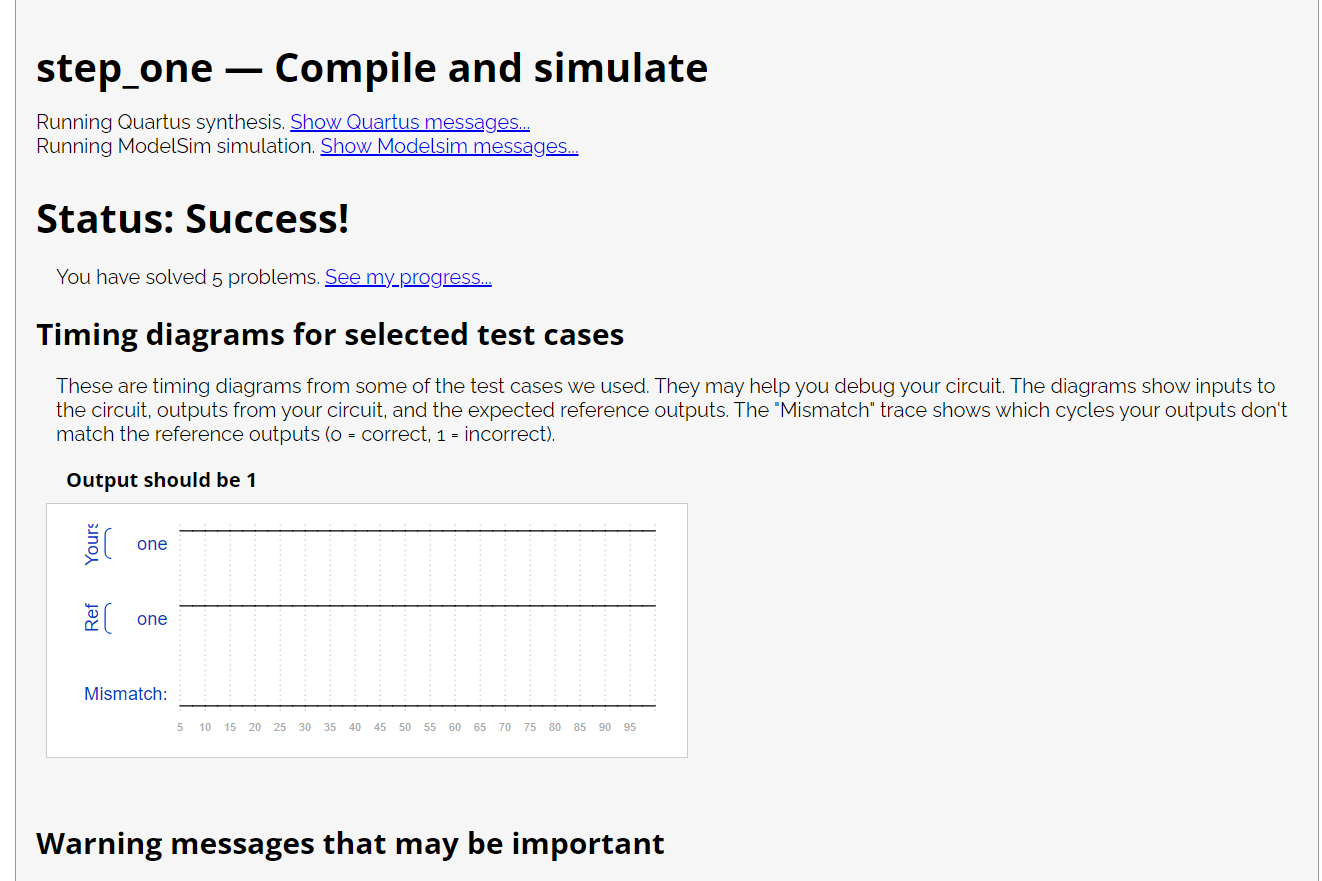 step_one — Compile and simulate
Running Quartus synthesis. Show Quartus messages...
Running ModelSim simulation. Show Modelsim messages...
Status: Success!
You have solved 5 problems. See my progress...
Timing diagrams for selected test cases
These are timing diagrams from some of the test cases we used. They may help you debug your circuit. The diagrams show inputs to
the circuit, outputs from your circuit, and the expected reference outputs. The "Mismatch" trace shows which cycles your outputs don't
match the reference outputs (0 = correct, 1 = incorrect).
Output should be 1
Yours
one
Ref
one
Mismatch:
5 10 15 20 25 30 35 40 45 50 55 60 65 70 75 80 85 90 95
Warning messages that may be important